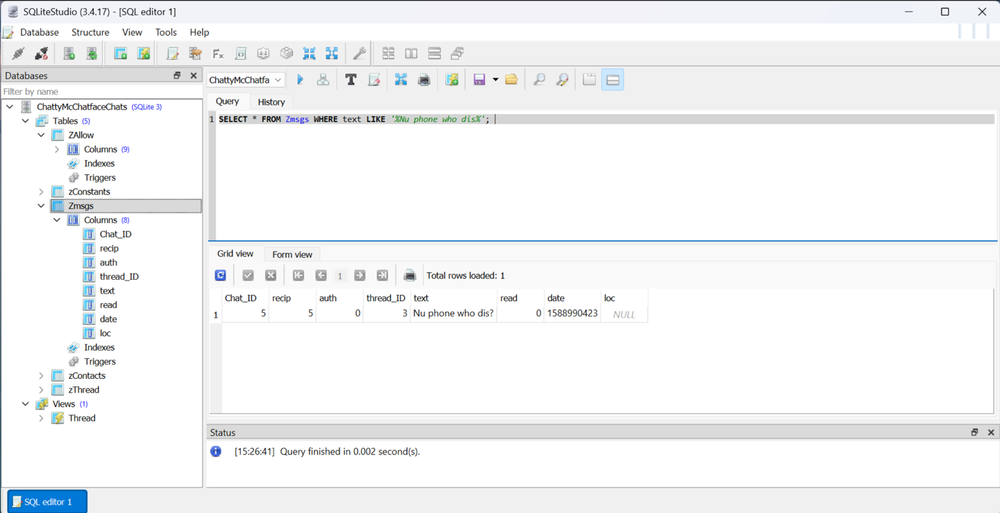 SQLiteStudio (3.4.17) - [SQL editor 1]
Database Structure View Tools Help
Databases
Filter by name
ChattyMcChatfaceChats (SQLite 3)
Tables (5)
ZAllow
Columns (9)
Indexes
Triggers
zConstants
Zmsgs
Columns (8)
Chat_ID
recip
auth
thread_ID
text
read
date
loc
Indexes
Triggers
zContacts
zThread
Views (1)
Thread
ChattyMcChatfa
Query History
1 SELECT * FROM Zmsgs WHERE text LIKE '%Nu phone who dis%';
Grid view Form view
1 Total rows loaded: 1
Chat_ID recip auth thread_ID text read date loc
1 5 5 0 3 Nu phone who dis? 0 1588990423 NULL
Status
[15:26:41] Query finished in 0.002 second(s).
SQL editor 1